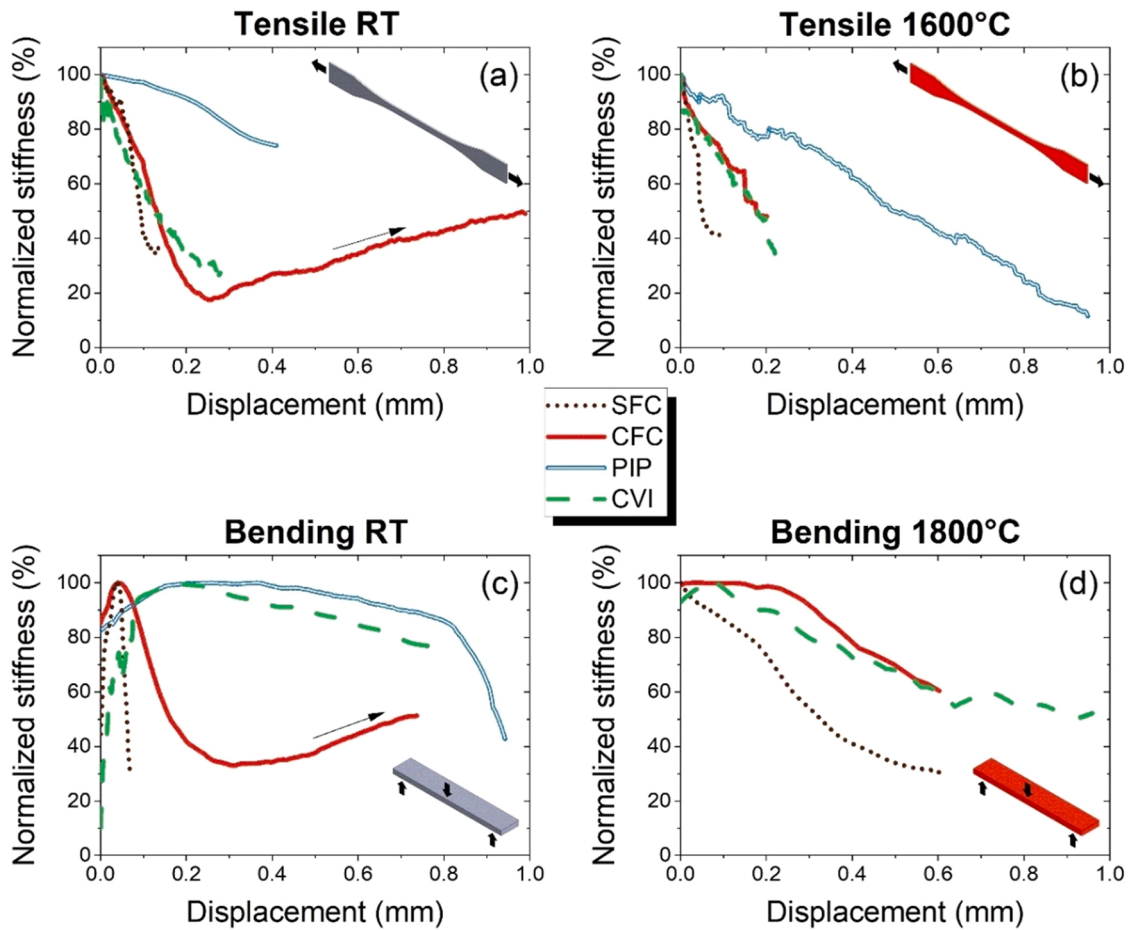 Tensile RT
Normalized stiffness (%)
100
80
60
40
20
0
(a)
0.0 0.2 0.4 0.6 0.8 1.0
Displacement (mm)
Tensile 1600°C
Normalized stiffness (%)
100
80
60
40
20
0
(b)
0.0 0.2 0.4 0.6 0.8 1.0
Displacement (mm)
SFC
CFC
PIP
CVI
Bending RT
Normalized stiffness (%)
100
80
60
40
20
0
(c)
0.0 0.2 0.4 0.6 0.8 1.0
Displacement (mm)
Bending 1800°C
Normalized stiffness (%)
100
80
60
40
20
0
(d)
0.0 0.2 0.4 0.6 0.8 1.0
Displacement (mm)